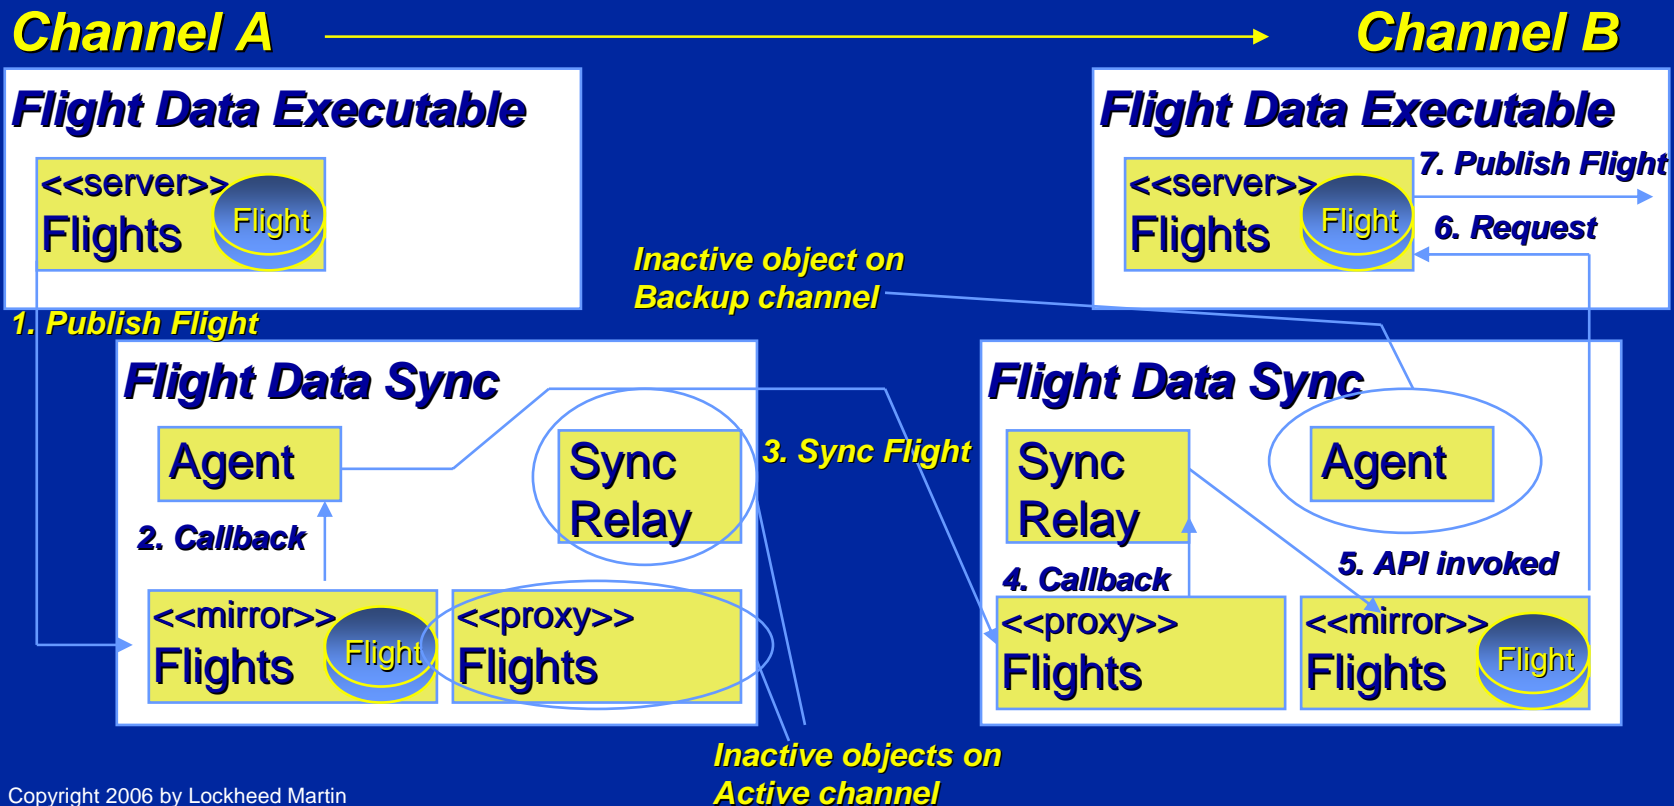 Channel A
Channel B
Flight Data Executable
<<server>>
Flights
Flight
1. Publish Flight
Flight Data Executable
<<server>>
Flights
Flight
7. Publish Flight
6. Request
Inactive object on
Backup channel
Flight Data Sync
Agent
Sync
Relay
2. Callback
<<mirror>>
Flights
Flight
<<proxy>>
Flights
3. Sync Flight
Flight Data Sync
Sync
Relay
Agent
4. Callback
5. API invoked
<<proxy>>
Flights
<<mirror>>
Flights
Flight
Inactive objects on
Active channel
Copyright 2006 by Lockheed Martin